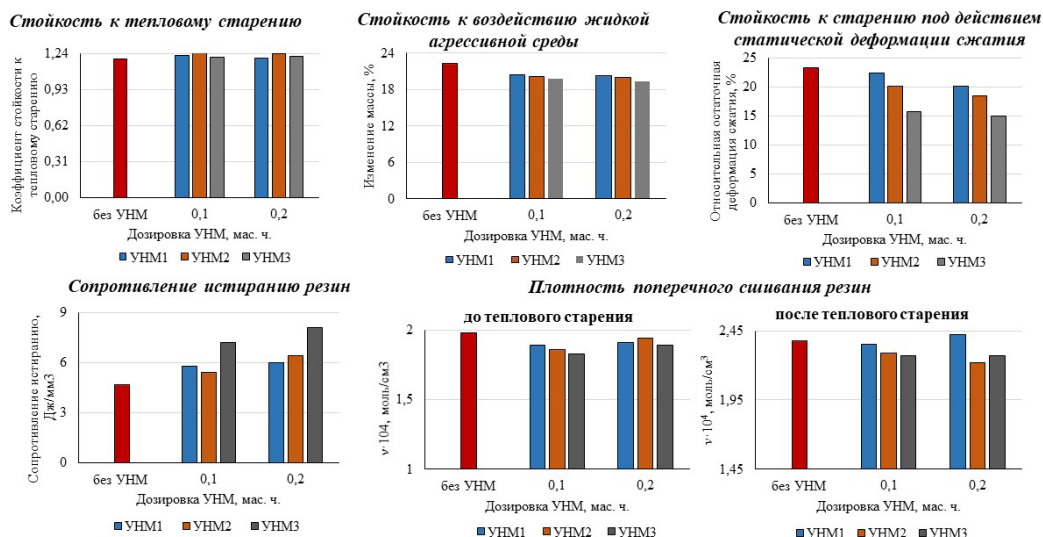 Стойкость к тепловому старению
Коэффициент стойкости к
тепловому старению
1,24
0,93
0,62
0,31
0,00
без УНМ 0,1 0,2
Дозировка УНМ, мас. ч.
УНМ1 УНМ2 УНМ3
Стойкость к воздействию жидкой
агрессивной среды
Изменение массы, %
24
18
12
6
0
без УНМ 0,1 0,2
Дозировка УНМ, мас. ч.
УНМ1 УНМ2 УНМ3
Стойкость к старению под действием
статической деформации сжатия
Относительная остаточная
деформация сжатия, %
25
20
15
10
5
0
без УНМ 0,1 0,2
Дозировка УНМ, мас. ч.
УНМ1 УНМ2 УНМ3
Сопротивление истиранию резин
Сопротивление истиранию,
Дж/мм3
9
6
3
0
без УНМ 0,1 0,2
Дозировка УНМ, мас. ч.
УНМ1 УНМ2 УНМ3
Плотность поперечного сшивания резин
до теплового старения
ν·104, моль/см3
2
1,5
1
без УНМ 0,1 0,2
Дозировка УНМ, мас. ч.
УНМ1 УНМ2 УНМ3
после теплового старения
ν·10⁴, моль/см³
2,45
1,95
1,45
без УНМ 0,1 0,2
Дозировка УНМ, мас. ч.
УНМ1 УНМ2 УНМ3